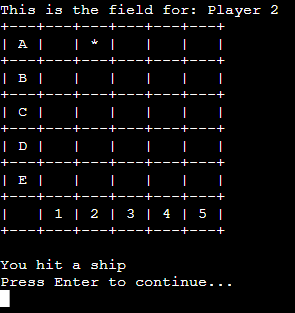 This is the field for: Player 2
+---+---+---+---+---+---+
| A |   | * |   |   |   |
+---+---+---+---+---+---+
| B |   |   |   |   |   |
+---+---+---+---+---+---+
| C |   |   |   |   |   |
+---+---+---+---+---+---+
| D |   |   |   |   |   |
+---+---+---+---+---+---+
| E |   |   |   |   |   |
+---+---+---+---+---+---+
|   | 1 | 2 | 3 | 4 | 5 |
+---+---+---+---+---+---+
You hit a ship
Press Enter to continue...